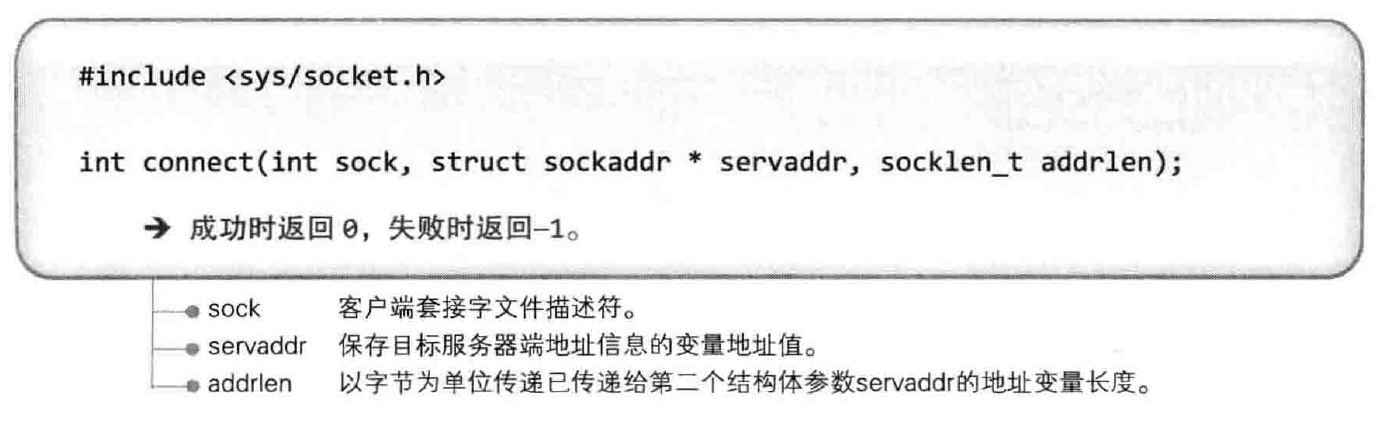 #include <sys/socket.h>
int connect(int sock, struct sockaddr * servaddr, socklen_t addrlen);
➔ 成功时返回 0，失败时返回–1。
sock 客户端套接字文件描述符。
servaddr 保存目标服务器端地址信息的变量地址值。
addrlen 以字节为单位传递已传递给第二个结构体参数servaddr的地址变量长度。